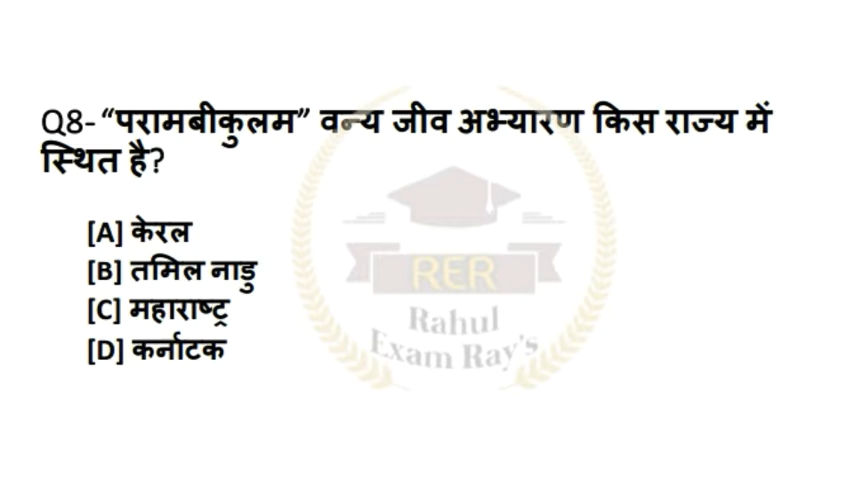 Q8- “परामबीकुलम” वन्य जीव अभ्यारण किस राज्य में
स्थित है?
[A] केरल
[B] तमिल नाडु
[C] महाराष्ट्र
[D] कर्नाटक
RER
Rahul
Exam Ray's